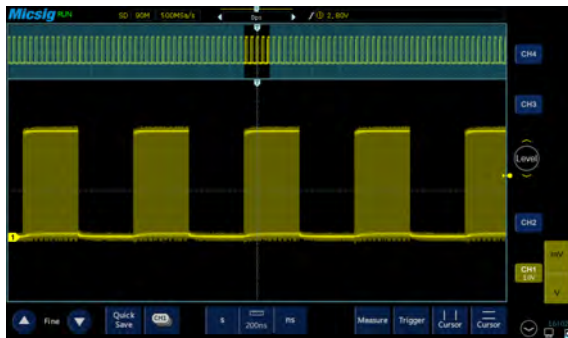 Micsig RUN SD 90M 500MSa/s 0ps 2.80V
CH4
CH3
Level
CH2
1
CH1
mV
V
Fine
Quick
Save
CH1
s
200ms
ns
Measure
Trigger
Cursor
Cursor